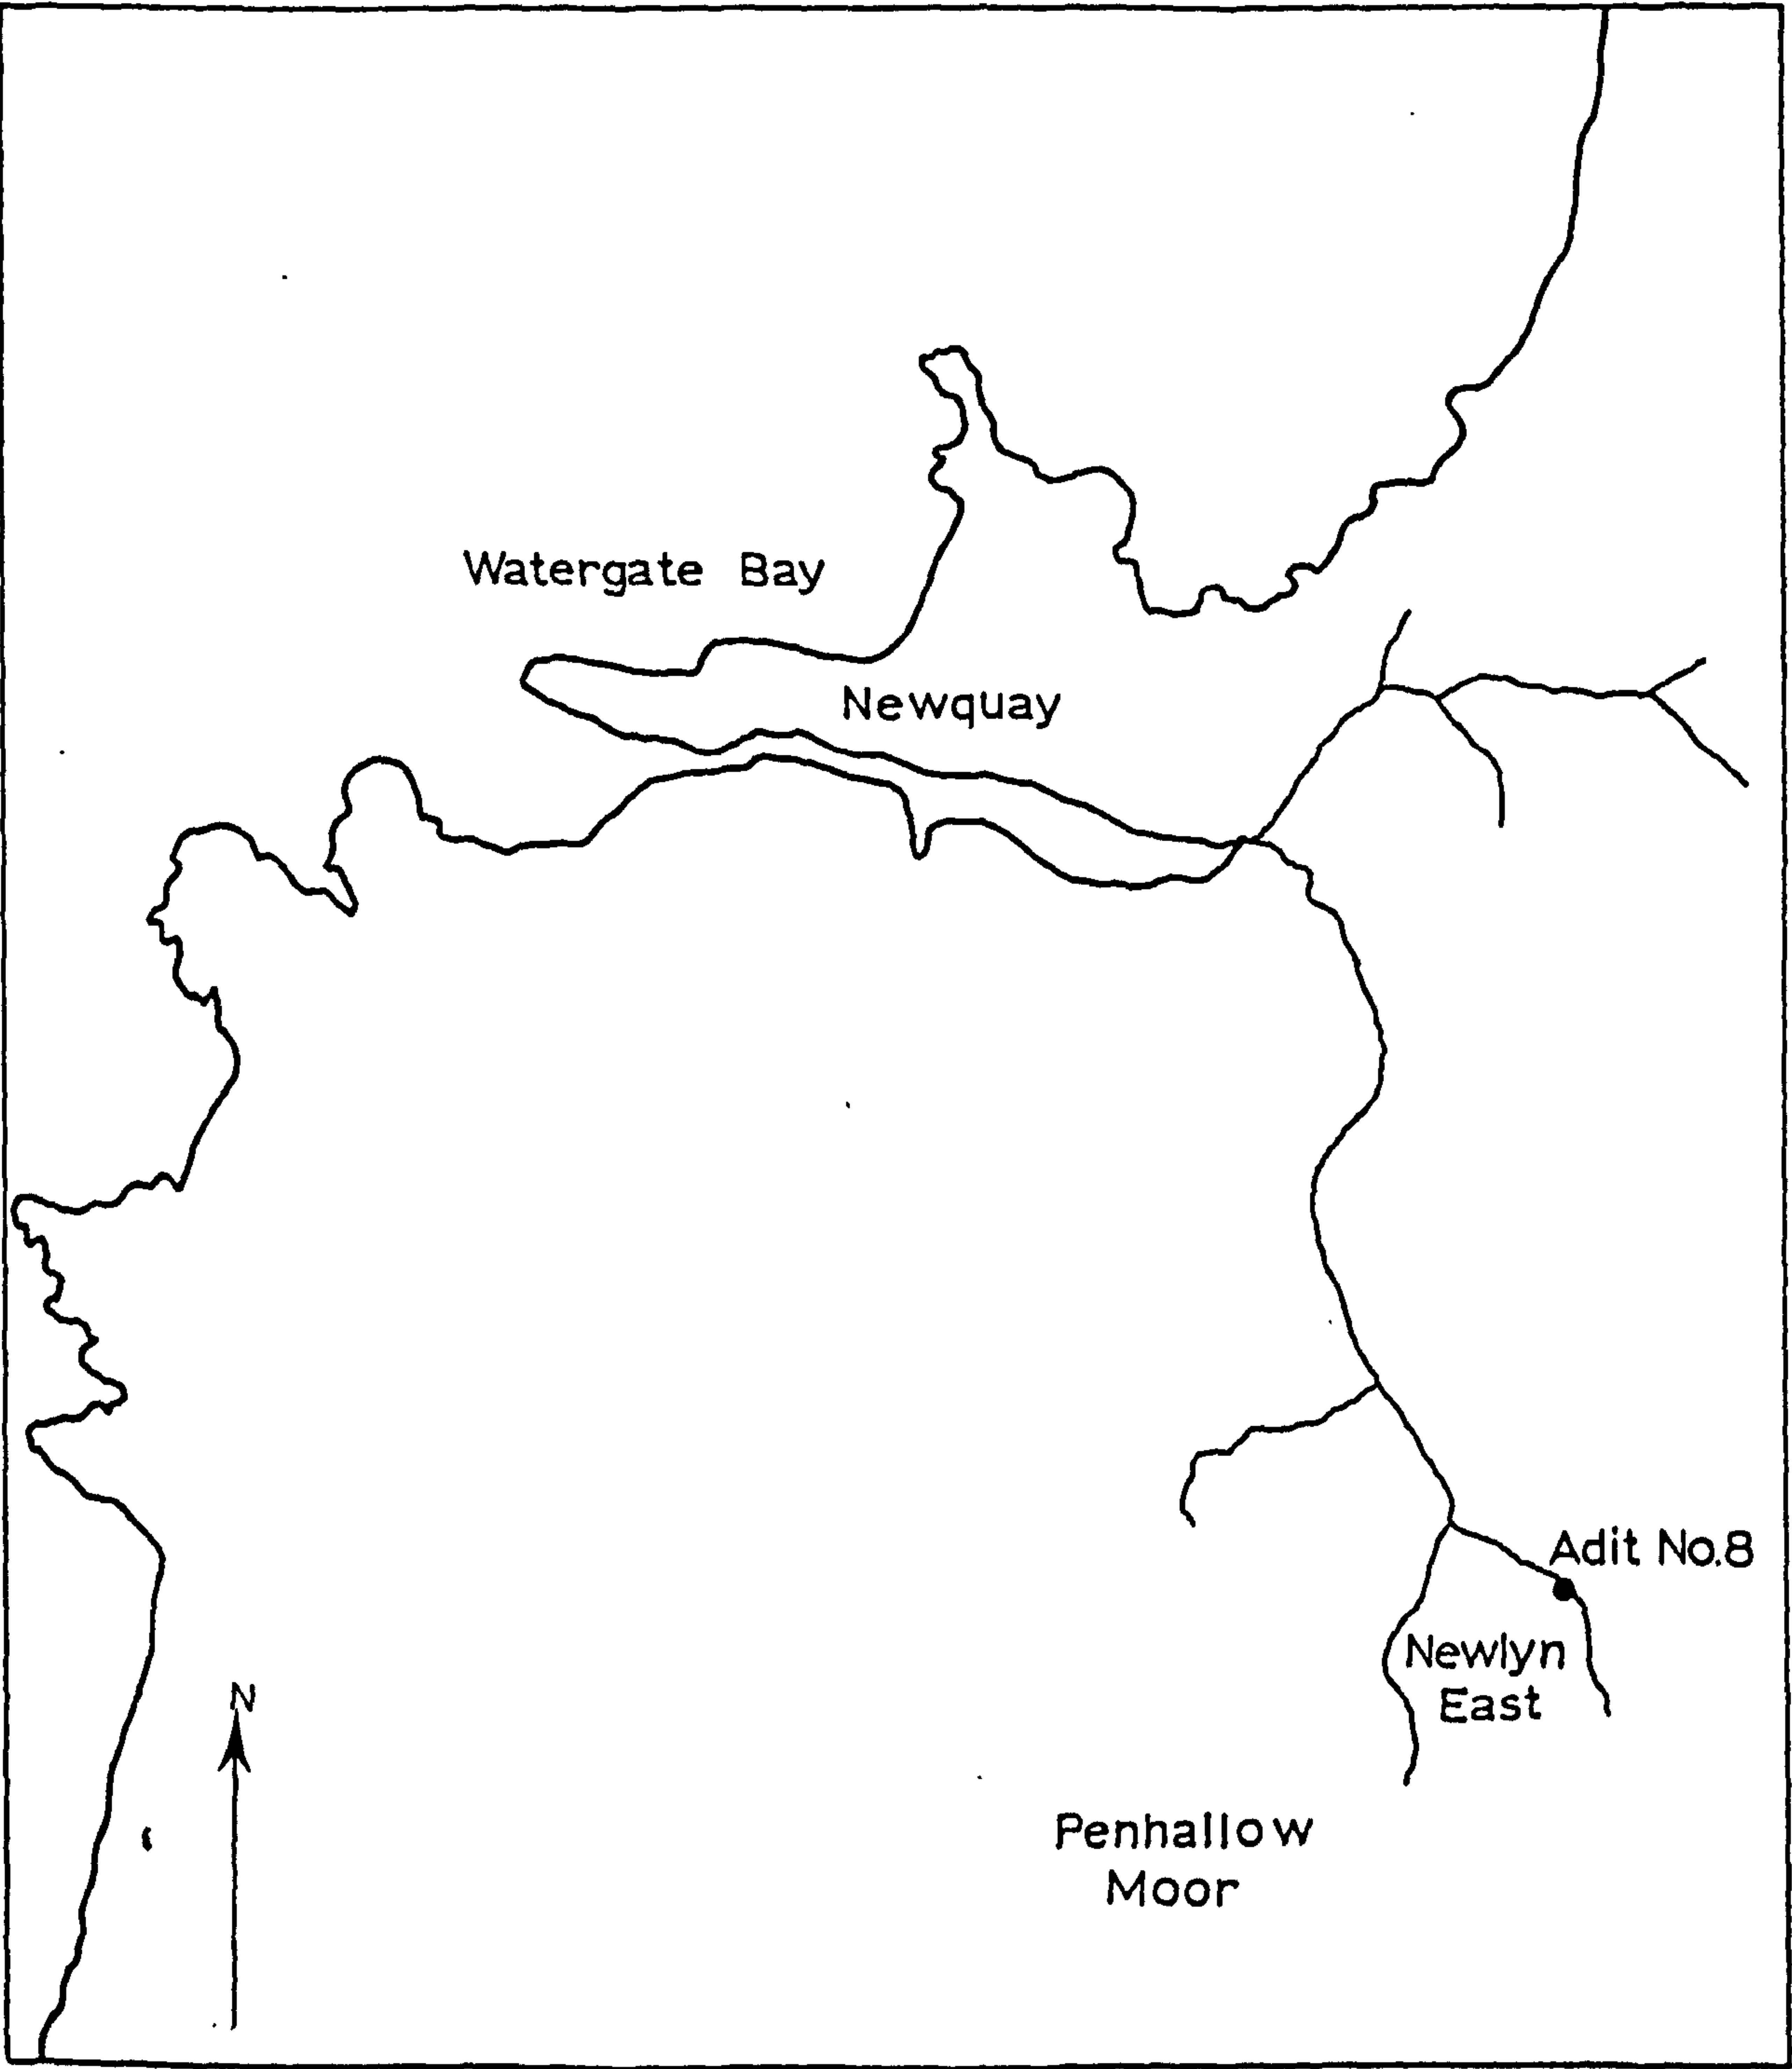 Watergate Bay
Newquay
Adit No.8
Newlyn
East
N
Penhallow
Moor